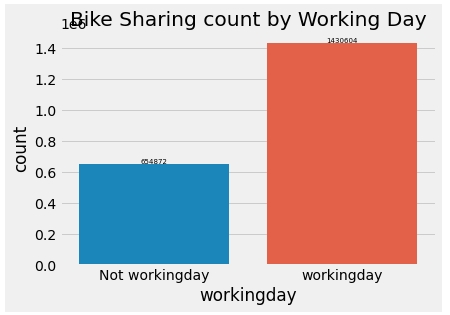 Bike Sharing count by Working Day
1e6
1430604
1.4
1.2
1.0
0.8
654872
0.6
0.4
0.2
0.0
count
Not workingday workingday
workingday